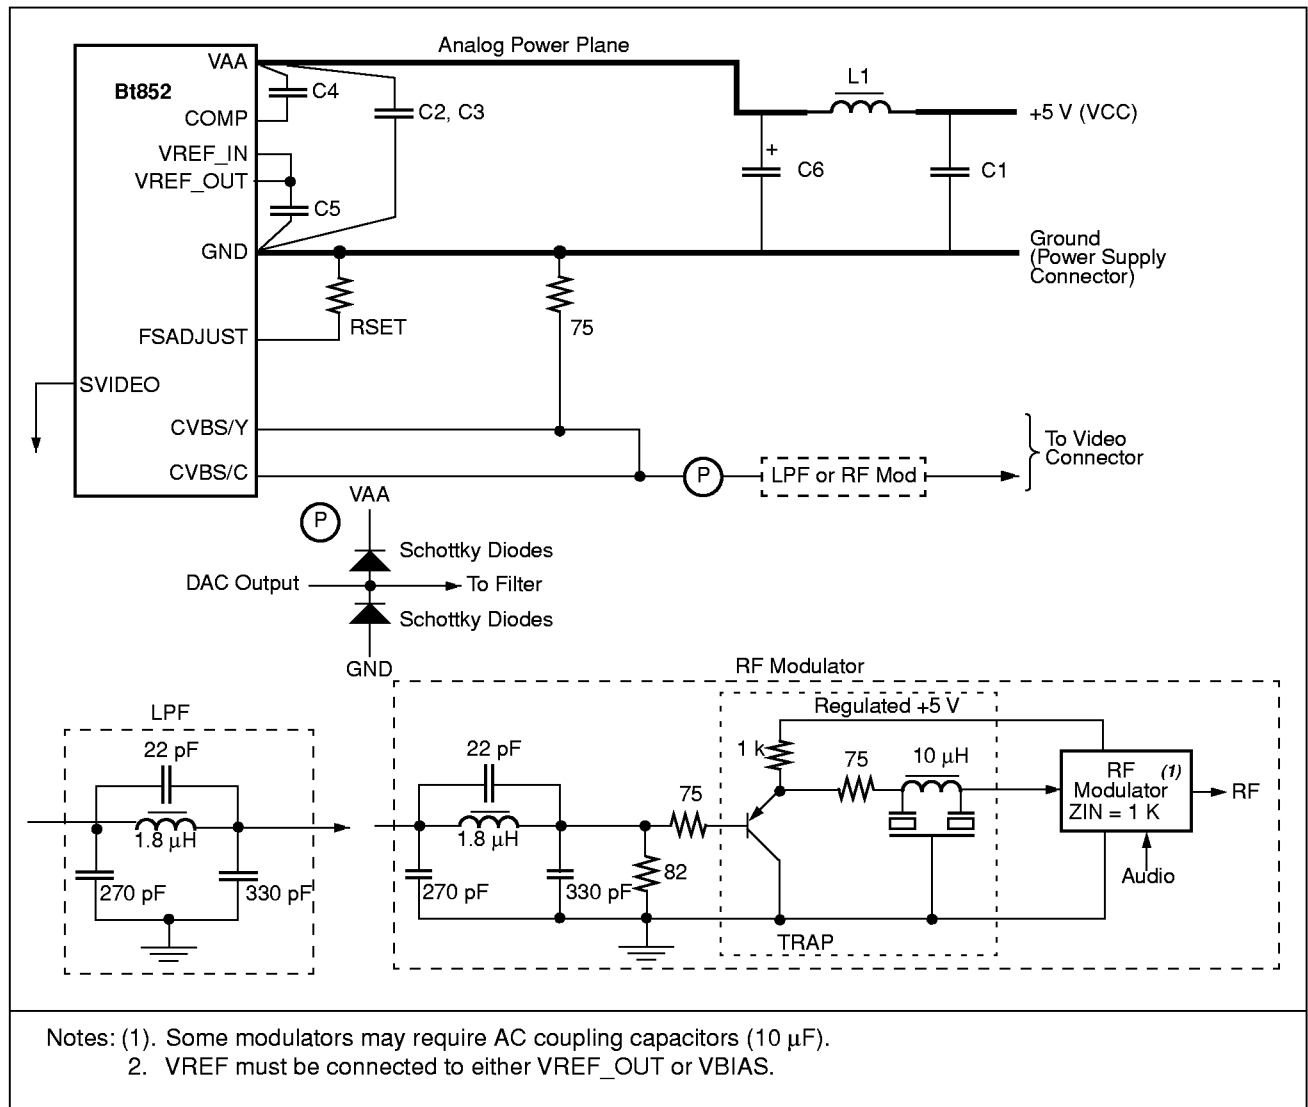 Analog Power Plane
VAA
Bt852
C4
COMP
C2, C3
L1
+5 V (VCC)
VREF_IN
VREF_OUT
+
C6
C1
C5
GND
Ground
(Power Supply
Connector)
RSET
75
FSADJUST
SVIDEO
CVBS/Y
CVBS/C
P
LPF or RF Mod
To Video
Connector
VAA
P
Schottky Diodes
DAC Output
To Filter
Schottky Diodes
GND
RF Modulator
LPF
22 pF
1.8 μH
270 pF
330 pF
22 pF
1.8 μH
270 pF
330 pF
82
75
Regulated +5 V
1 k
75
10 μH
TRAP
RF (1)
Modulator
ZIN = 1 K
RF
Audio
Notes: (1). Some modulators may require AC coupling capacitors (10 μF).
2. VREF must be connected to either VREF_OUT or VBIAS.